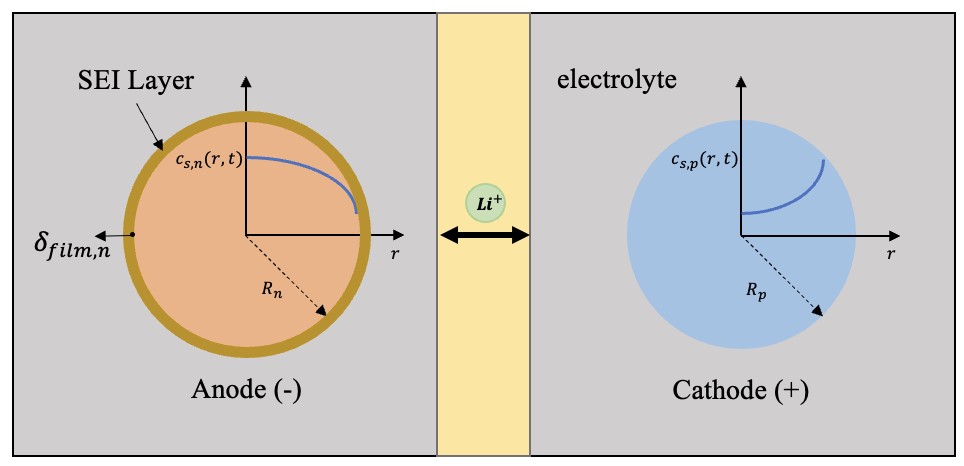 SEI Layer
electrolyte
c_{s,n}(r, t)
c_{s,p}(r, t)
Li⁺
δ_{film,n}
r
r
R_n
R_p
Anode (-)
Cathode (+)